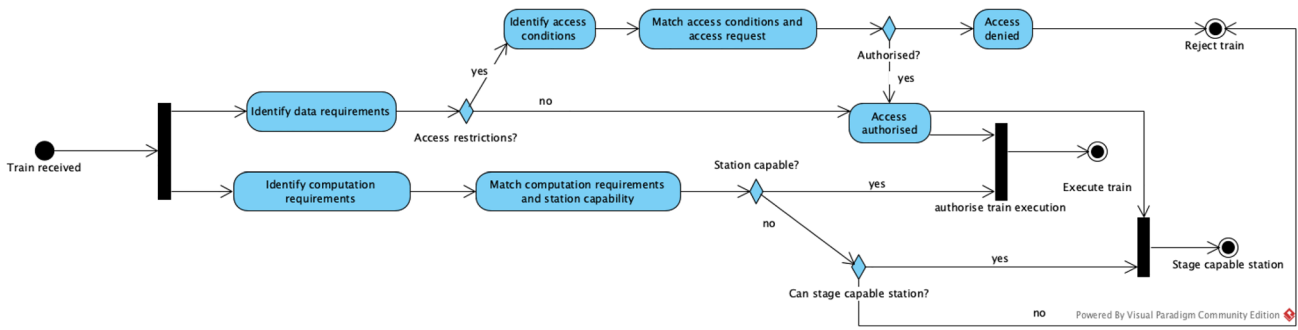 Identify access
conditions
Match access conditions and
access request
Access
denied
Authorised?
Reject train
yes
yes
Identify data requirements
no
Access restrictions?
Access
authorised
Train received
Station capable?
Identify computation
requirements
Match computation requirements
and station capability
yes
Execute train
authorise train execution
no
yes
Stage capable station
Can stage capable station?
no
Powered By Visual Paradigm Community Edition